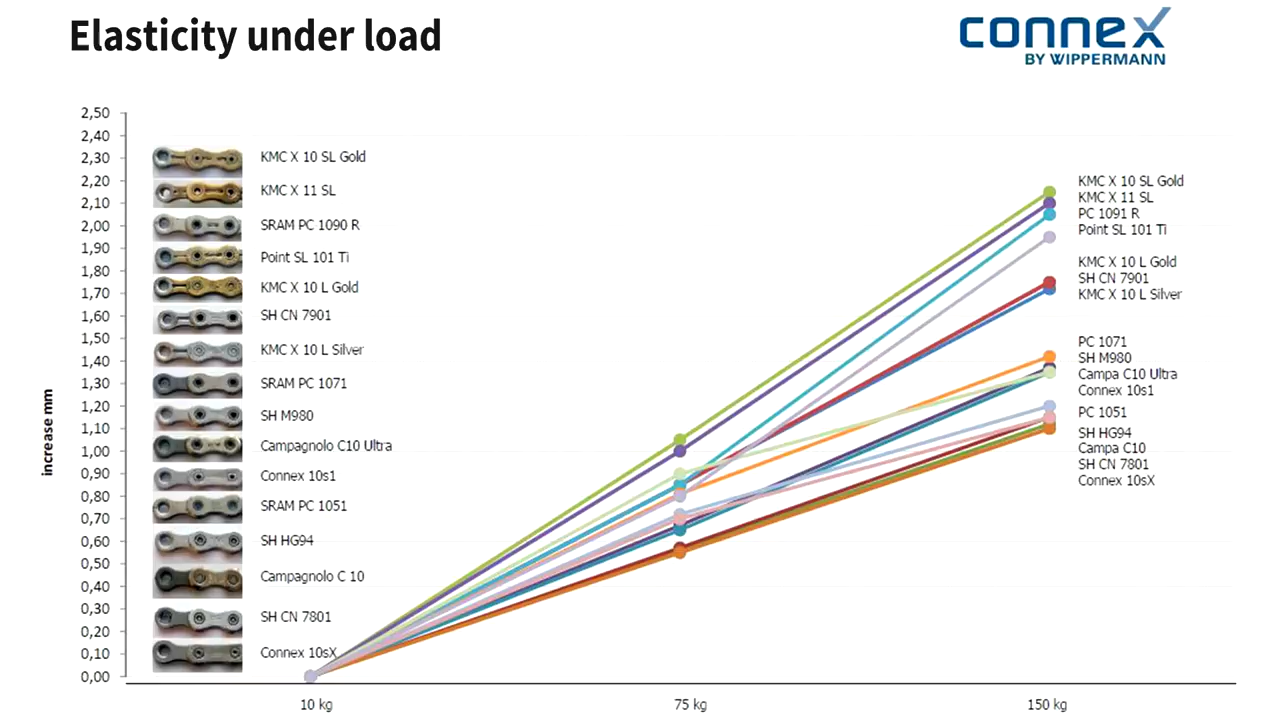 Elasticity under load
connex
BY WIPPERMANN
increase mm
2,50
2,40
2,30
2,20
2,10
2,00
1,90
1,80
1,70
1,60
1,50
1,40
1,30
1,20
1,10
1,00
0,90
0,80
0,70
0,60
0,50
0,40
0,30
0,20
0,10
0,00
KMC X 10 SL Gold
KMC X 11 SL
SRAM PC 1090 R
Point SL 101 Ti
KMC X 10 L Gold
SH CN 7901
KMC X 10 L Silver
SRAM PC 1071
SH M980
Campagnolo C10 Ultra
Connex 10s1
SRAM PC 1051
SH HG94
Campagnolo C 10
SH CN 7801
Connex 10sX
KMC X 10 SL Gold
KMC X 11 SL
PC 1091 R
Point SL 101 Ti
KMC X 10 L Gold
SH CN 7901
KMC X 10 L Silver
PC 1071
SH M980
Campa C10 Ultra
Connex 10s1
PC 1051
SH HG94
Campa C10
SH CN 7801
Connex 10sX
10 kg
75 kg
150 kg